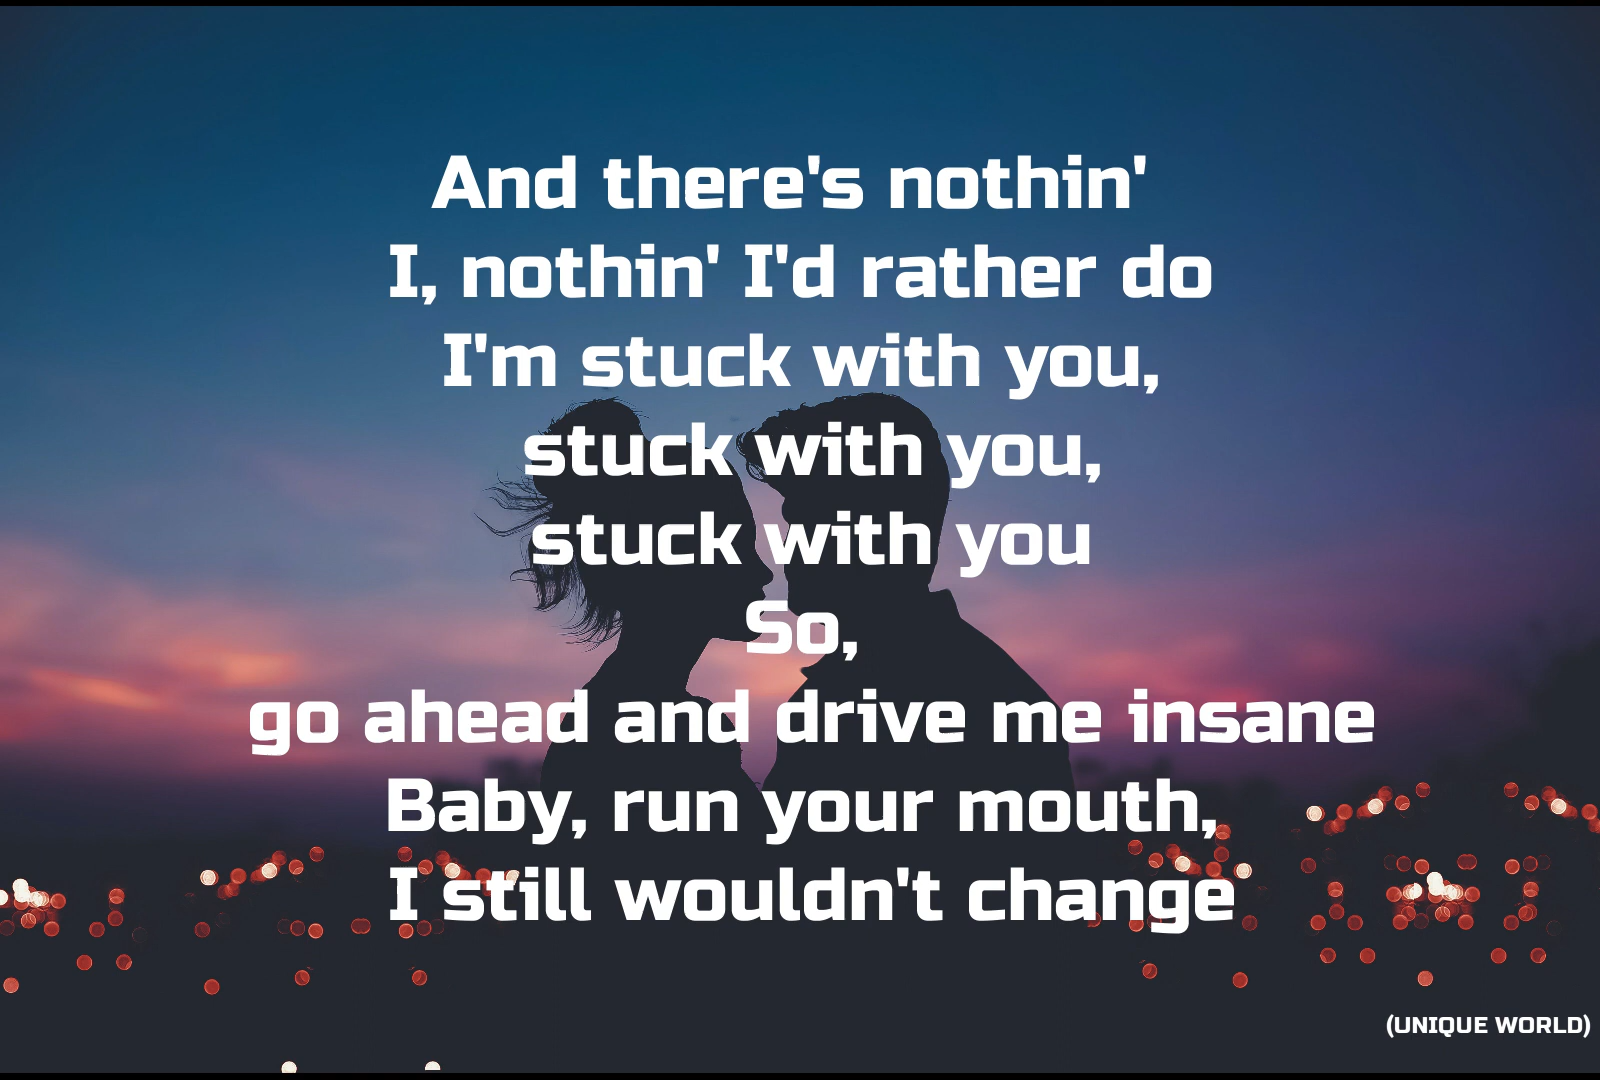 And there's nothin'
I, nothin' I'd rather do
I'm stuck with you,
stuck with you,
stuck with you
So,
go ahead and drive me insane
Baby, run your mouth,
I still wouldn't change
(UNIQUE WORLD)